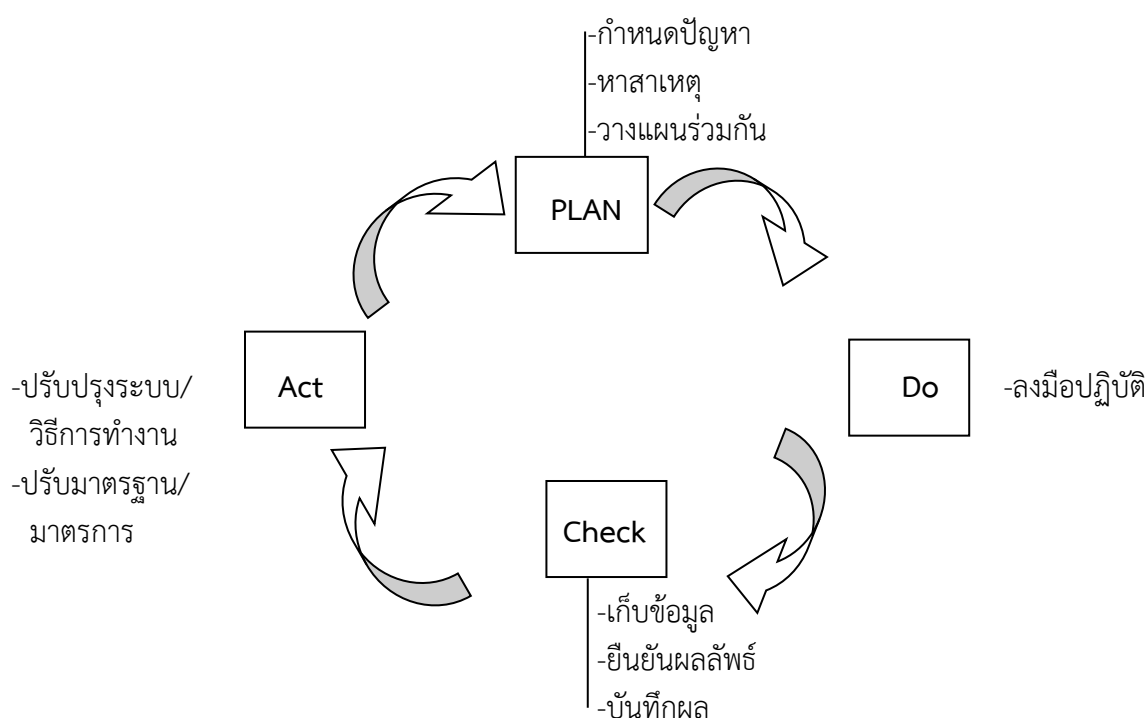 -กำหนดปัญหา
-หาสาเหตุ
-วางแผนร่วมกัน
PLAN
Do
-ลงมือปฏิบัติ
Check
-เก็บข้อมูล
-ยืนยันผลลัพธ์
-บันทึกผล
Act
-ปรับปรุงระบบ/
วิธีการทำงาน
-ปรับมาตรฐาน/
มาตรการ